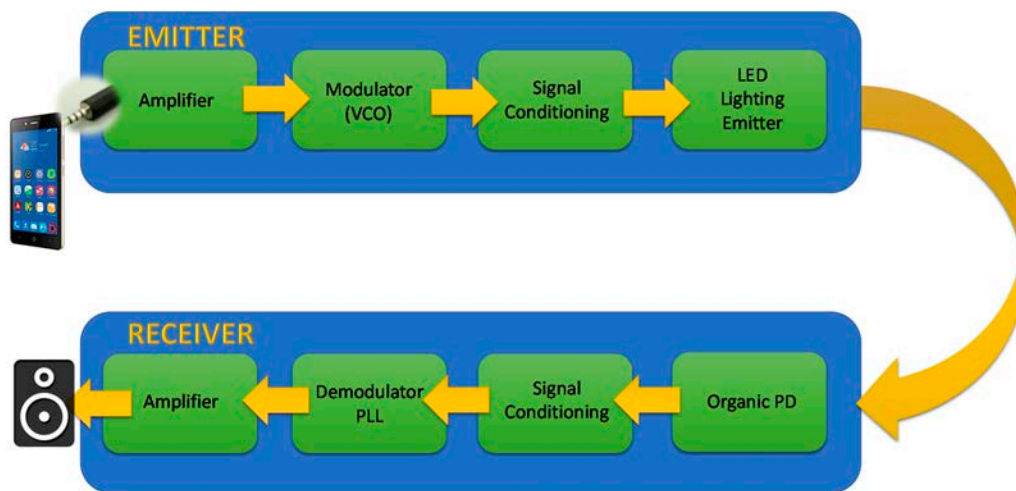 EMITTER
Amplifier
Modulator
(VCO)
Signal
Conditioning
LED
Lighting
Emitter
RECEIVER
Amplifier
Demodulator
PLL
Signal
Conditioning
Organic PD